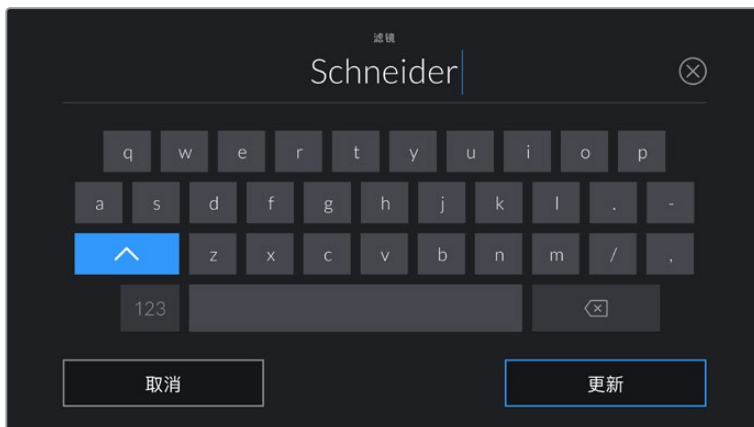 滤镜
Schneider
q w e r t y u i o p
a s d f g h j k l . -
z x c v b n m / ,
123
取消 更新